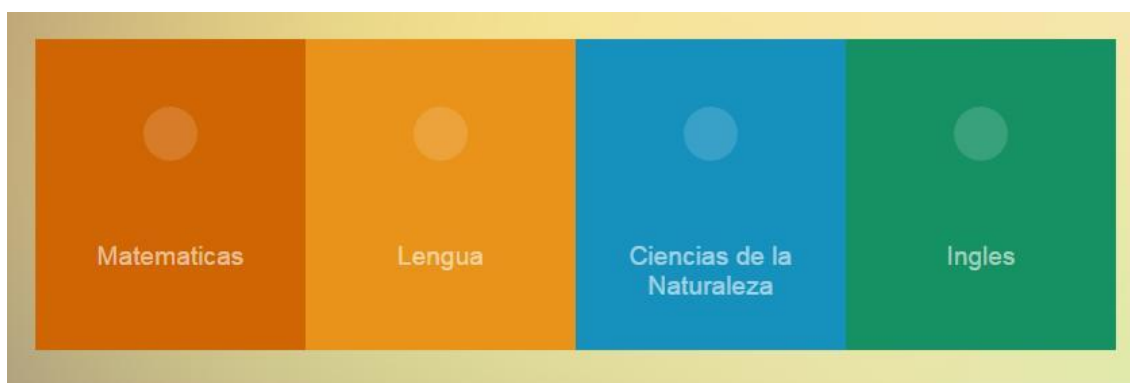 Matematicas
Lengua
Ciencias de la
Naturaleza
Ingles